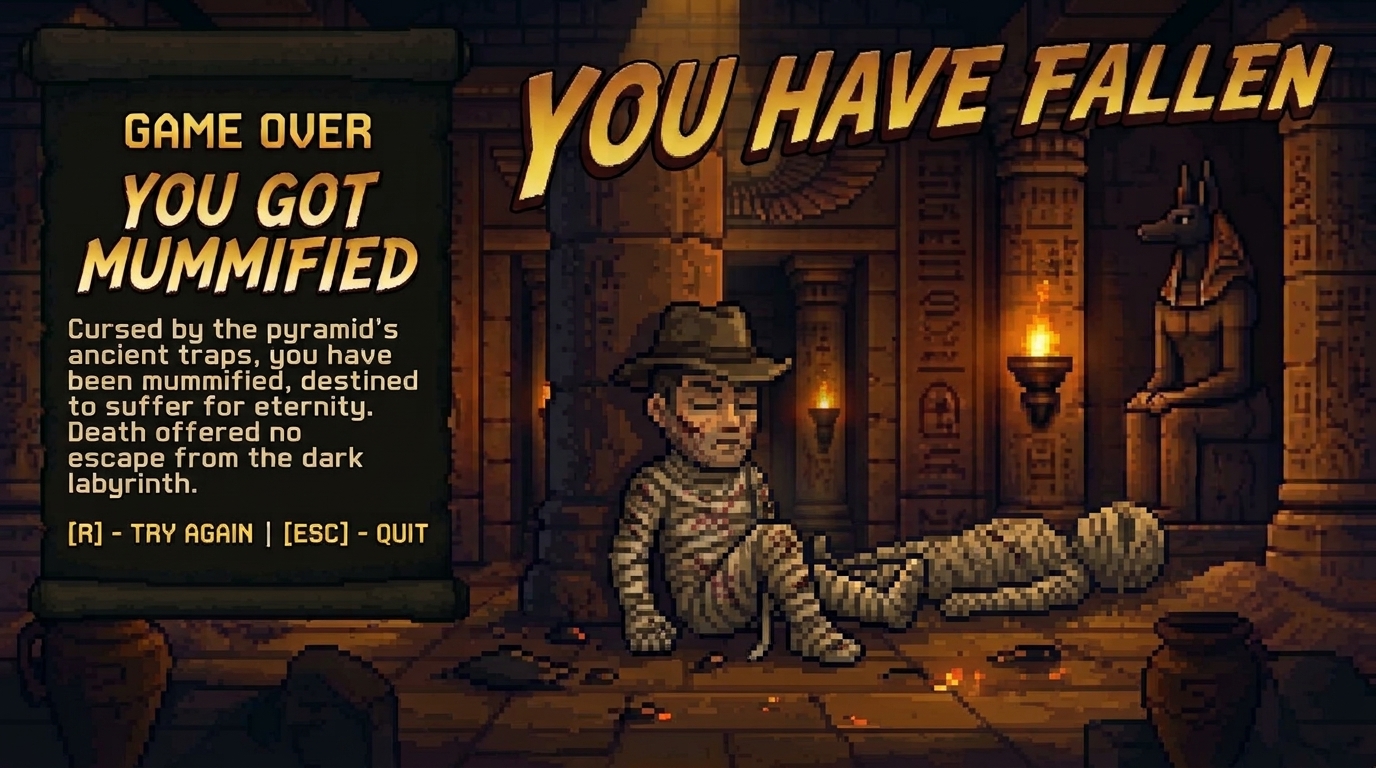 YOU HAVE FALLEN
GAME OVER
YOU GOT
MUMMIFIED
Cursed by the pyramid's
ancient traps, you have
been mummified, destined
to suffer for eternity.
Death offered no
escape from the dark
labyrinth.
[R] - TRY AGAIN | [ESC] - QUIT